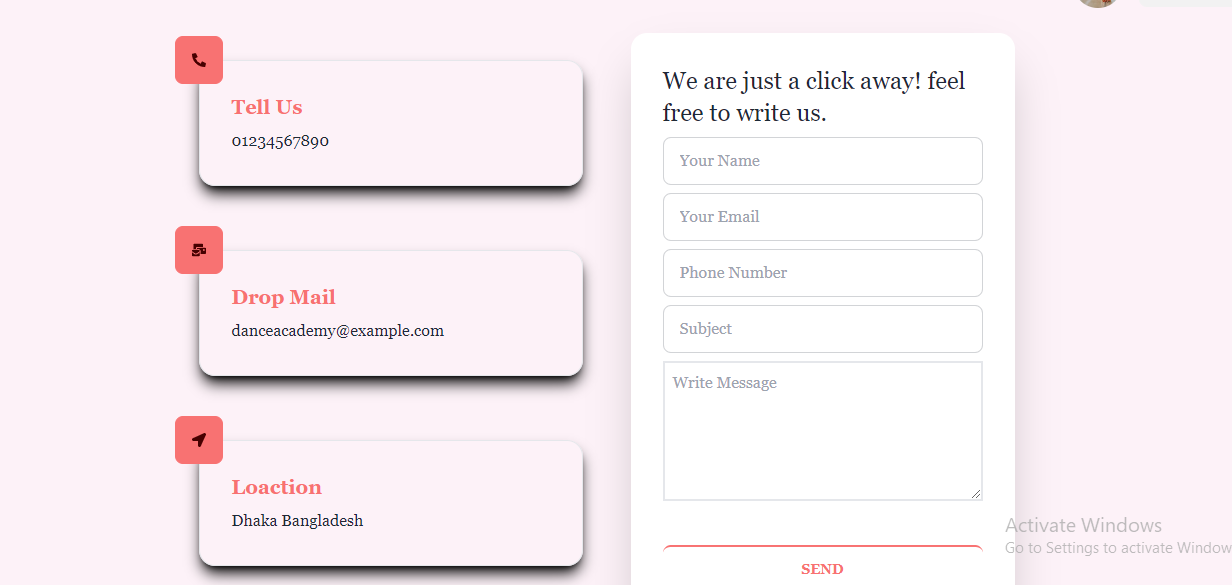 Tell Us
01234567890
Drop Mail
danceacademy@example.com
Loaction
Dhaka Bangladesh
We are just a click away! feel
free to write us.
Your Name
Your Email
Phone Number
Subject
Write Message
SEND
Activate Windows
Go to Settings to activate Window